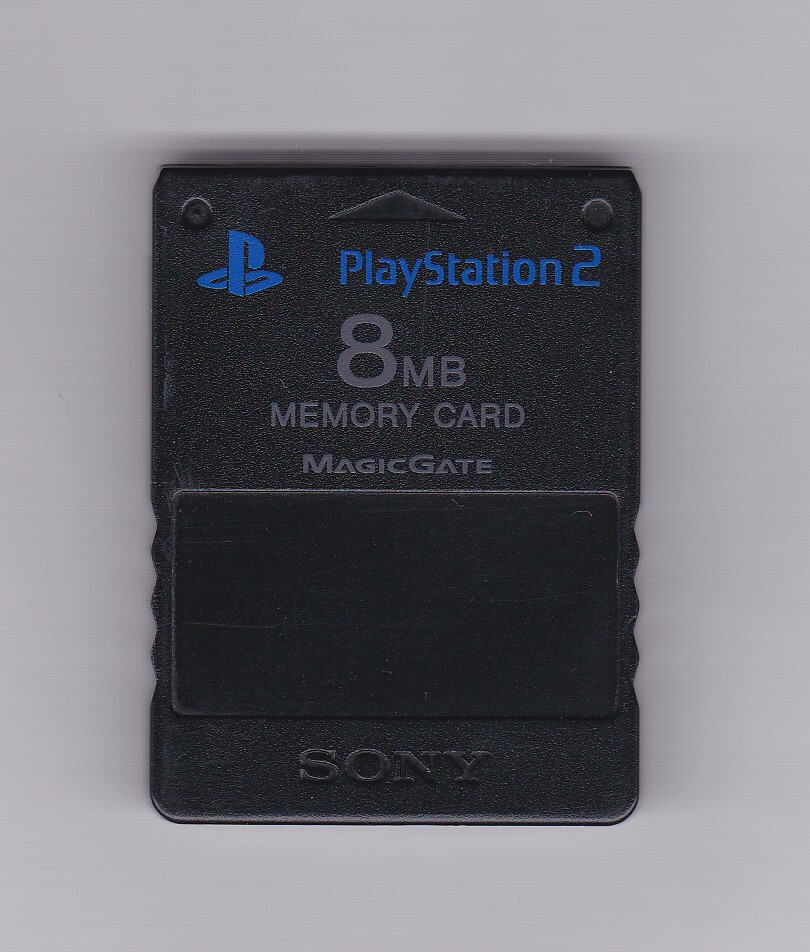 PlayStation 2
8MB
MEMORY CARD
MAGICGATE
SONY